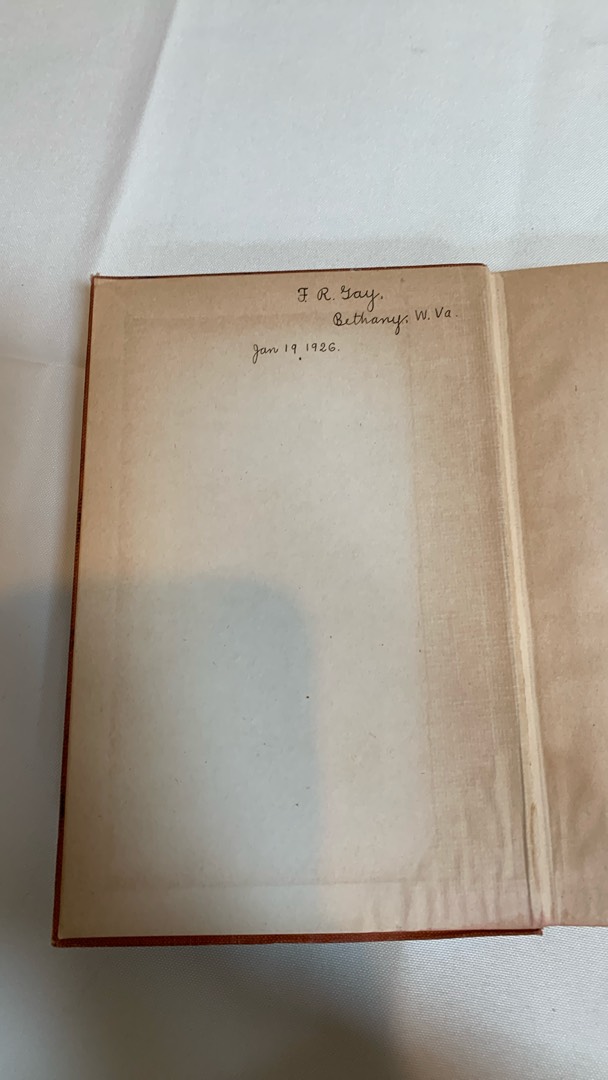 F. R. Gay,
Bethany, W. Va.
Jan 19, 1926.